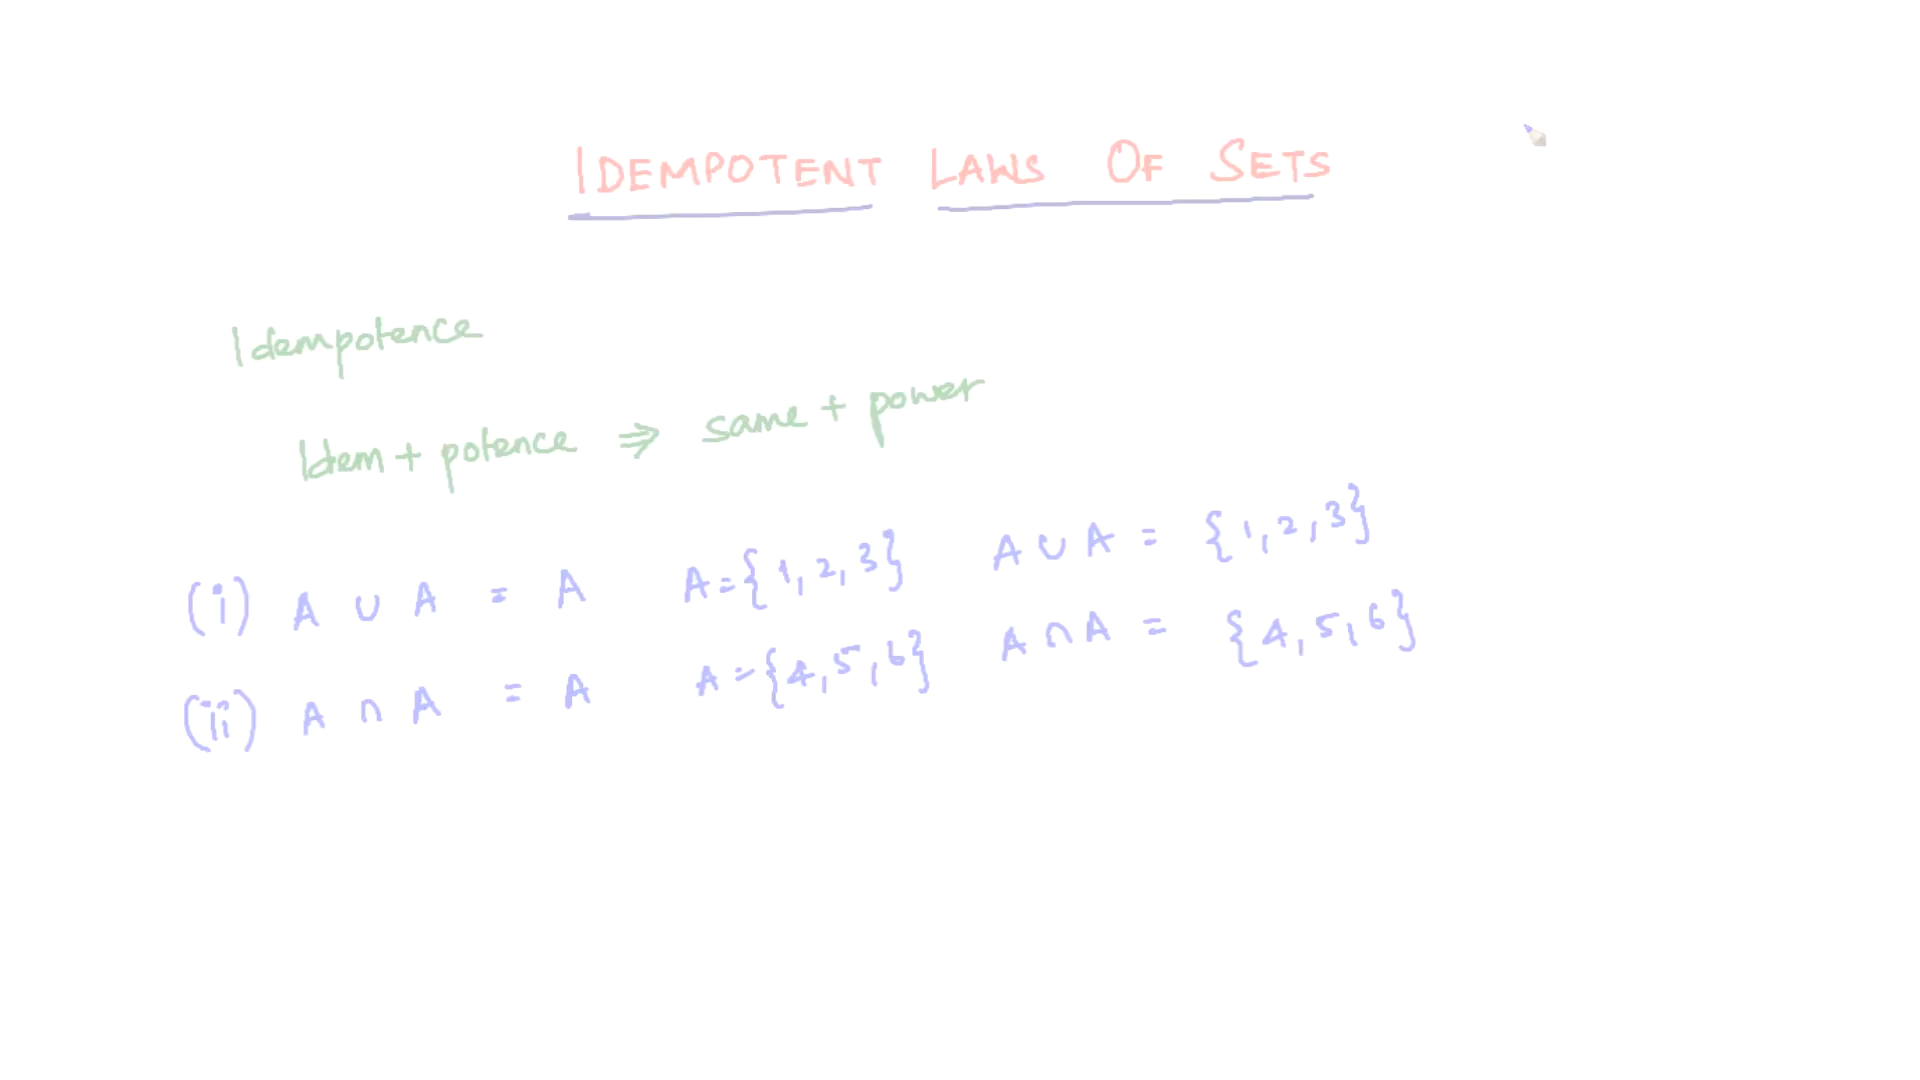 IDEMPOTENT LAWS OF SETS
Idempotence
Idem + potence ⇒ same + power
(i) A ∪ A = A A = {1, 2, 3} A ∪ A = {1, 2, 3}
(ii) A ∩ A = A A = {4, 5, 6} A ∩ A = {4, 5, 6}